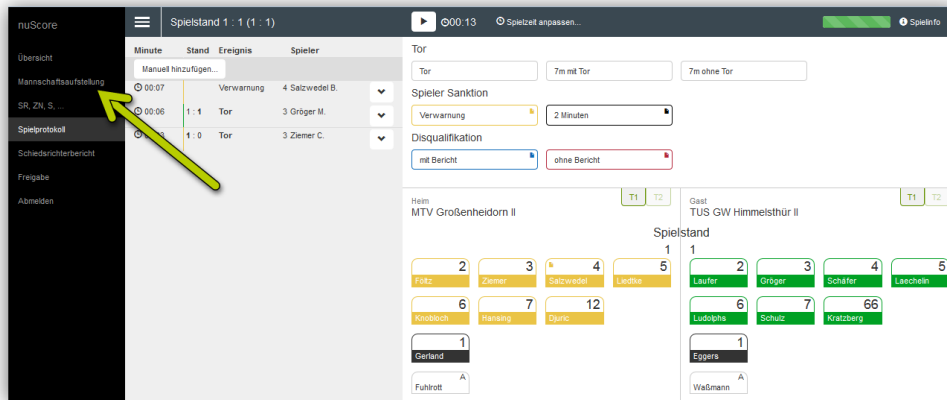 nuScore
Spielstand 1 : 1 (1 : 1)
00:13
Spielzeit anpassen...
Spielinfo
Übersicht
Mannschaftsaufstellung
SR, ZN, S, ...
Spielprotokoll
Schiedsrichterbericht
Freigabe
Abmelden
Minute Stand Ereignis Spieler
Manuell hinzufügen...
00:07 Verwarnung 4 Salzwedel B.
00:06 1 : 1 Tor 3 Gröger M.
1 : 0 Tor 3 Ziemer C.
Tor
Tor 7m mit Tor 7m ohne Tor
Spieler Sanktion
Verwarnung 2 Minuten
Disqualifikation
mit Bericht ohne Bericht
Heim T1 T2
MTV Großenheidorn II
Gast T1 T2
TUS GW Himmelsthür II
Spielstand
1 1
2 3 4 5 2 3 4 5
Foltz Ziemer Salzwedel Liedtke Laufer Gröger Schäfer Laechelin
6 7 12 6 7 66
Knobloch Hansing Djuric Ludolphs Schulz Kratzberg
1 1
Gerland Eggers
A A
Fuhlrott Waßmann